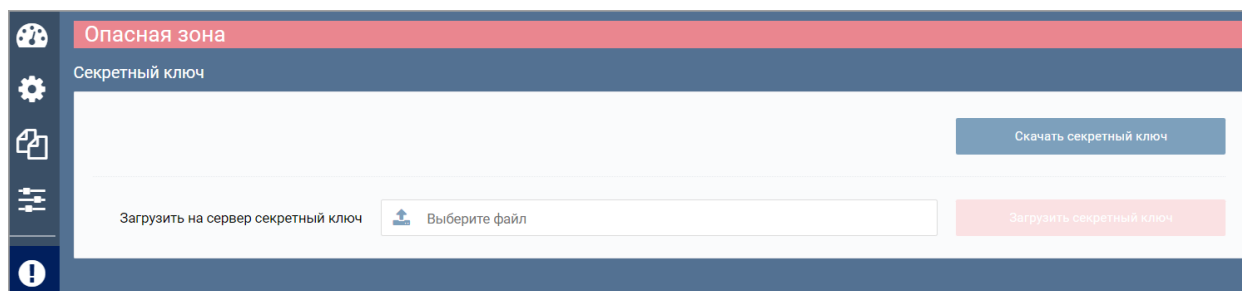 Опасная зона
Секретный ключ
Скачать секретный ключ
Загрузить на сервер секретный ключ Выберите файл Загрузить секретный ключ